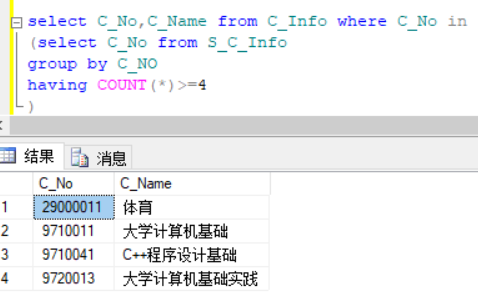 select C_No,C_Name from C_Info where C_No in
(select C_No from S_C_Info
group by C_NO
having COUNT(*)>=4
)
结果 消息
C_No C_Name
1 29000011 体育
2 9710011 大学计算机基础
3 9710041 C++程序设计基础
4 9720013 大学计算机基础实践